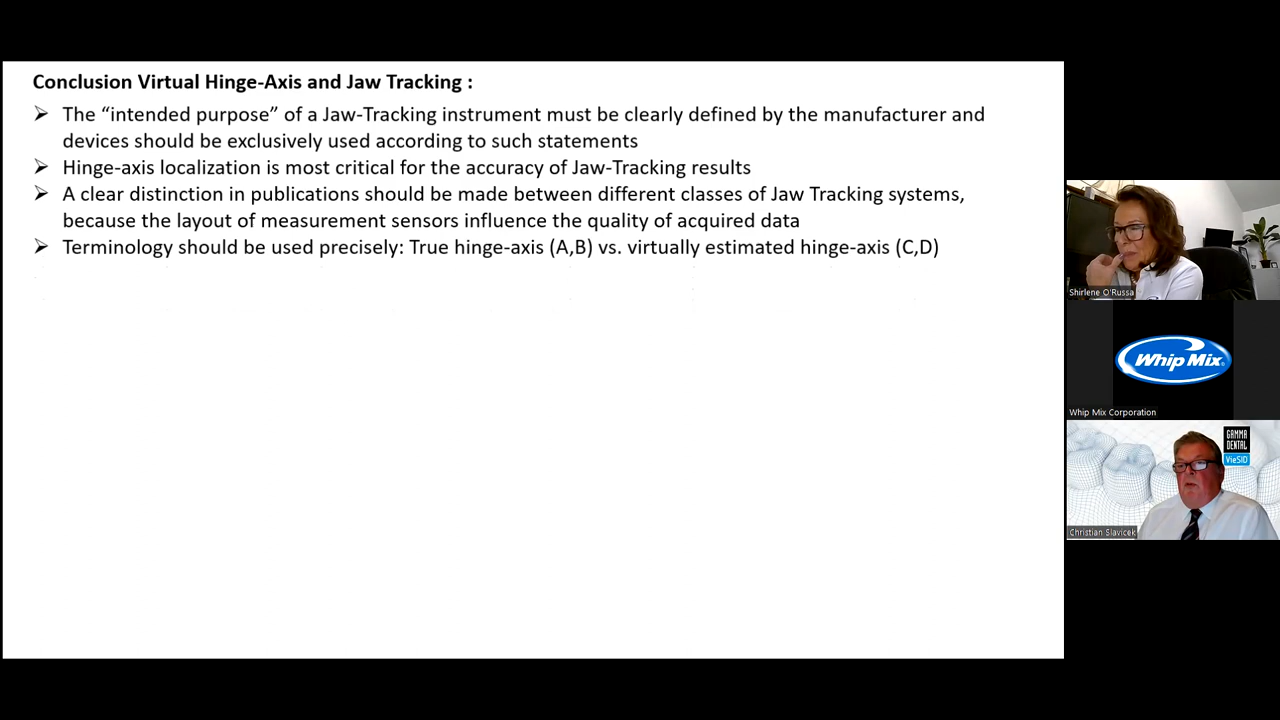 Conclusion Virtual Hinge-Axis and Jaw Tracking :
➢ The “intended purpose” of a Jaw-Tracking instrument must be clearly defined by the manufacturer and
devices should be exclusively used according to such statements
➢ Hinge-axis localization is most critical for the accuracy of Jaw-Tracking results
➢ A clear distinction in publications should be made between different classes of Jaw Tracking systems,
because the layout of measurement sensors influence the quality of acquired data
➢ Terminology should be used precisely: True hinge-axis (A,B) vs. virtually estimated hinge-axis (C,D)
Shirlene O'Russa
Whip Mix®
Whip Mix Corporation
GAMMA
DENTAL
VieSID
Christian Slavicek